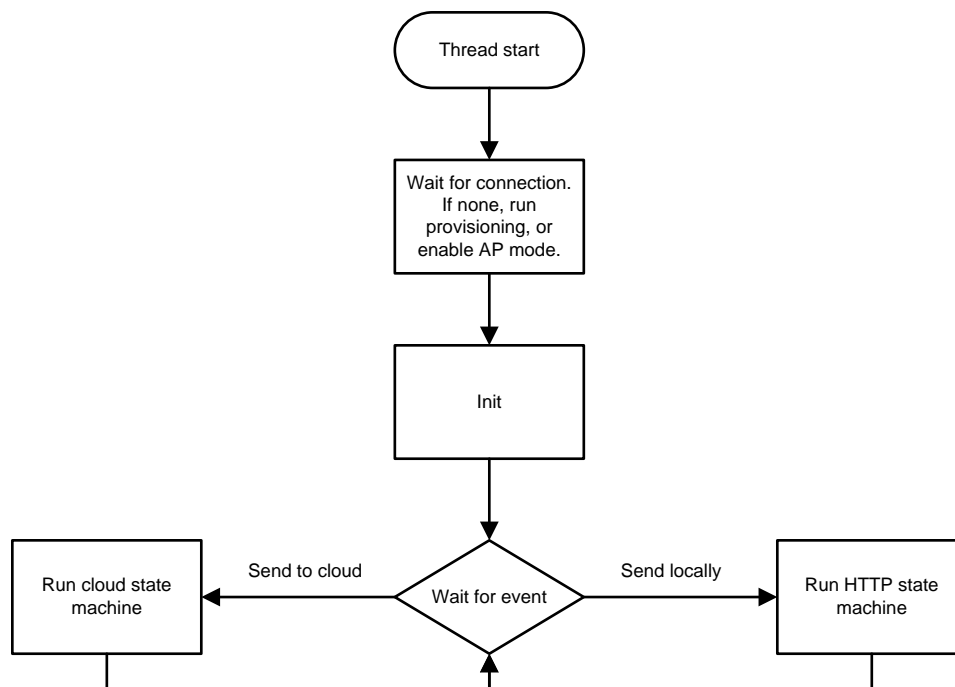 Thread start
Wait for connection.
If none, run
provisioning, or
enable AP mode.
Init
Run cloud state
machine
Send to cloud
Wait for event
Send locally
Run HTTP state
machine